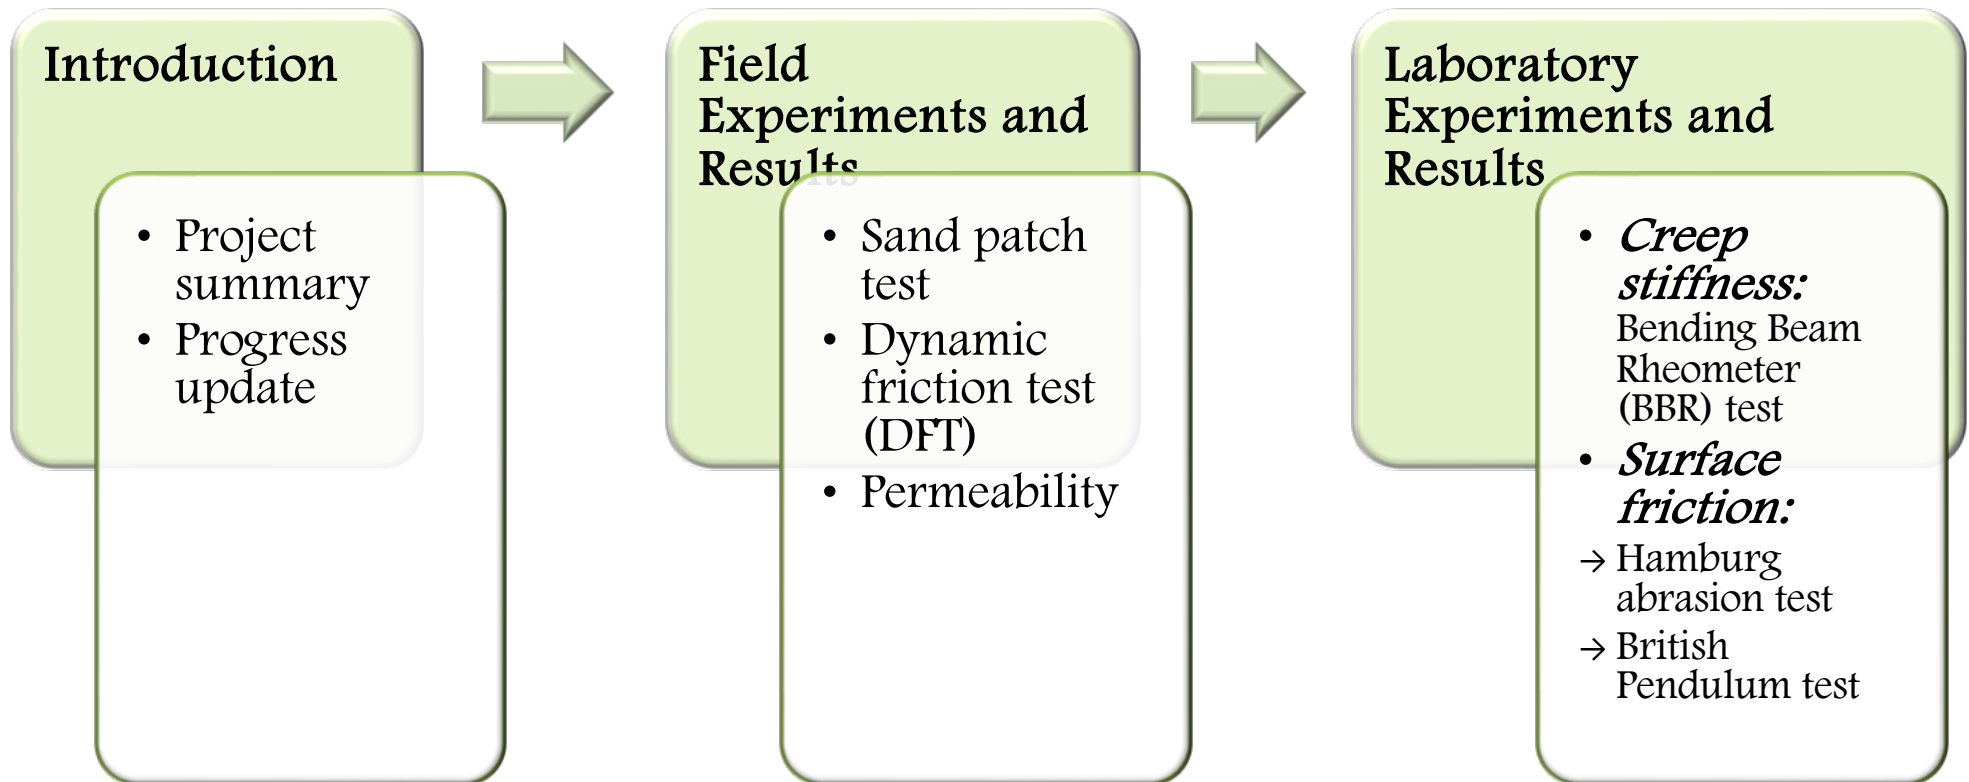 Introduction
• Project
summary
• Progress
update
Field
Experiments and
Results
• Sand patch
test
• Dynamic
friction test
(DFT)
• Permeability
Laboratory
Experiments and
Results
• Creep
stiffness:
Bending Beam
Rheometer
(BBR) test
• Surface
friction:
→ Hamburg
abrasion test
→ British
Pendulum test